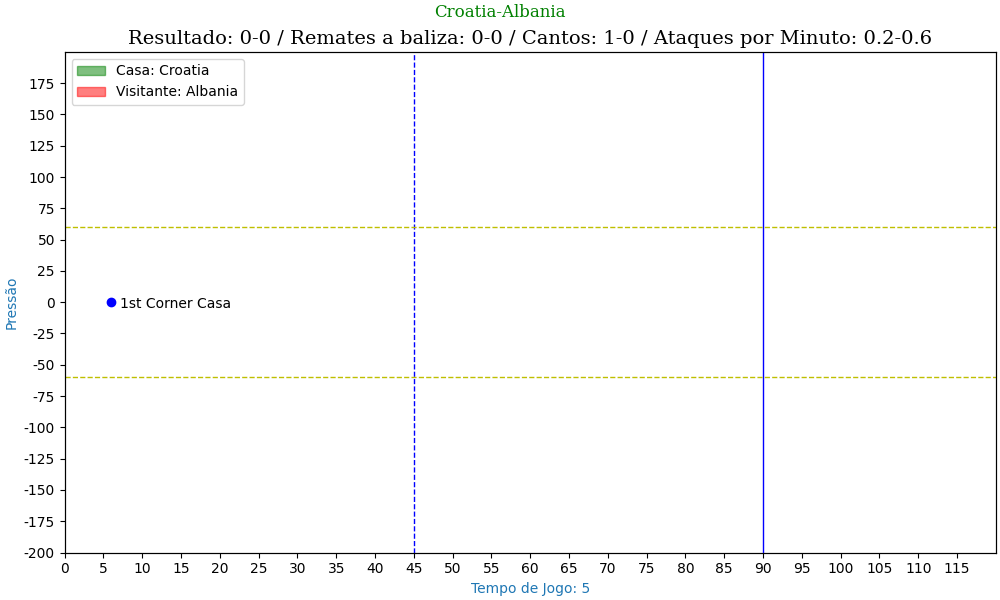 Croatia-Albania
Resultado: 0-0 / Remates a baliza: 0-0 / Cantos: 1-0 / Ataques por Minuto: 0.2-0.6
Casa: Croatia
Visitante: Albania
175
150
125
100
75
50
25
0
-25
-50
-75
-100
-125
-150
-175
-200
Pressão
1st Corner Casa
0 5 10 15 20 25 30 35 40 45 50 55 60 65 70 75 80 85 90 95 100 105 110 115
Tempo de Jogo: 5